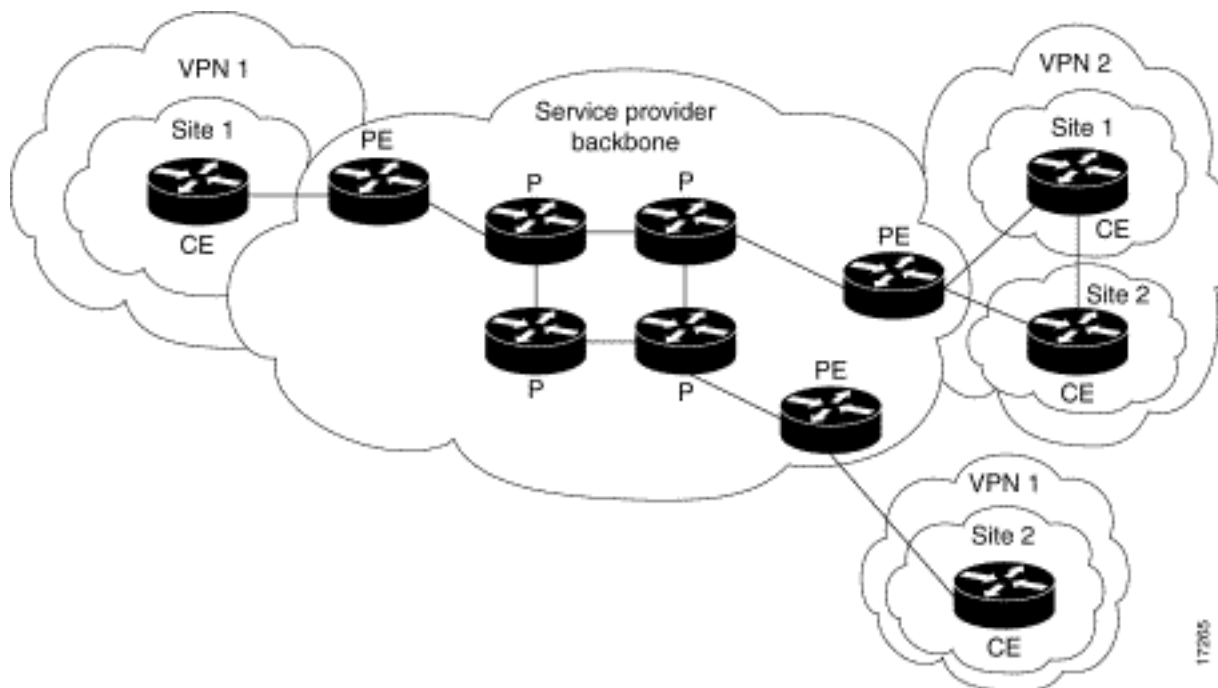 VPN 1
Site 1
CE
PE
Service provider
backbone
P
P
P
P
PE
PE
VPN 2
Site 1
CE
Site 2
CE
VPN 1
Site 2
CE
17265